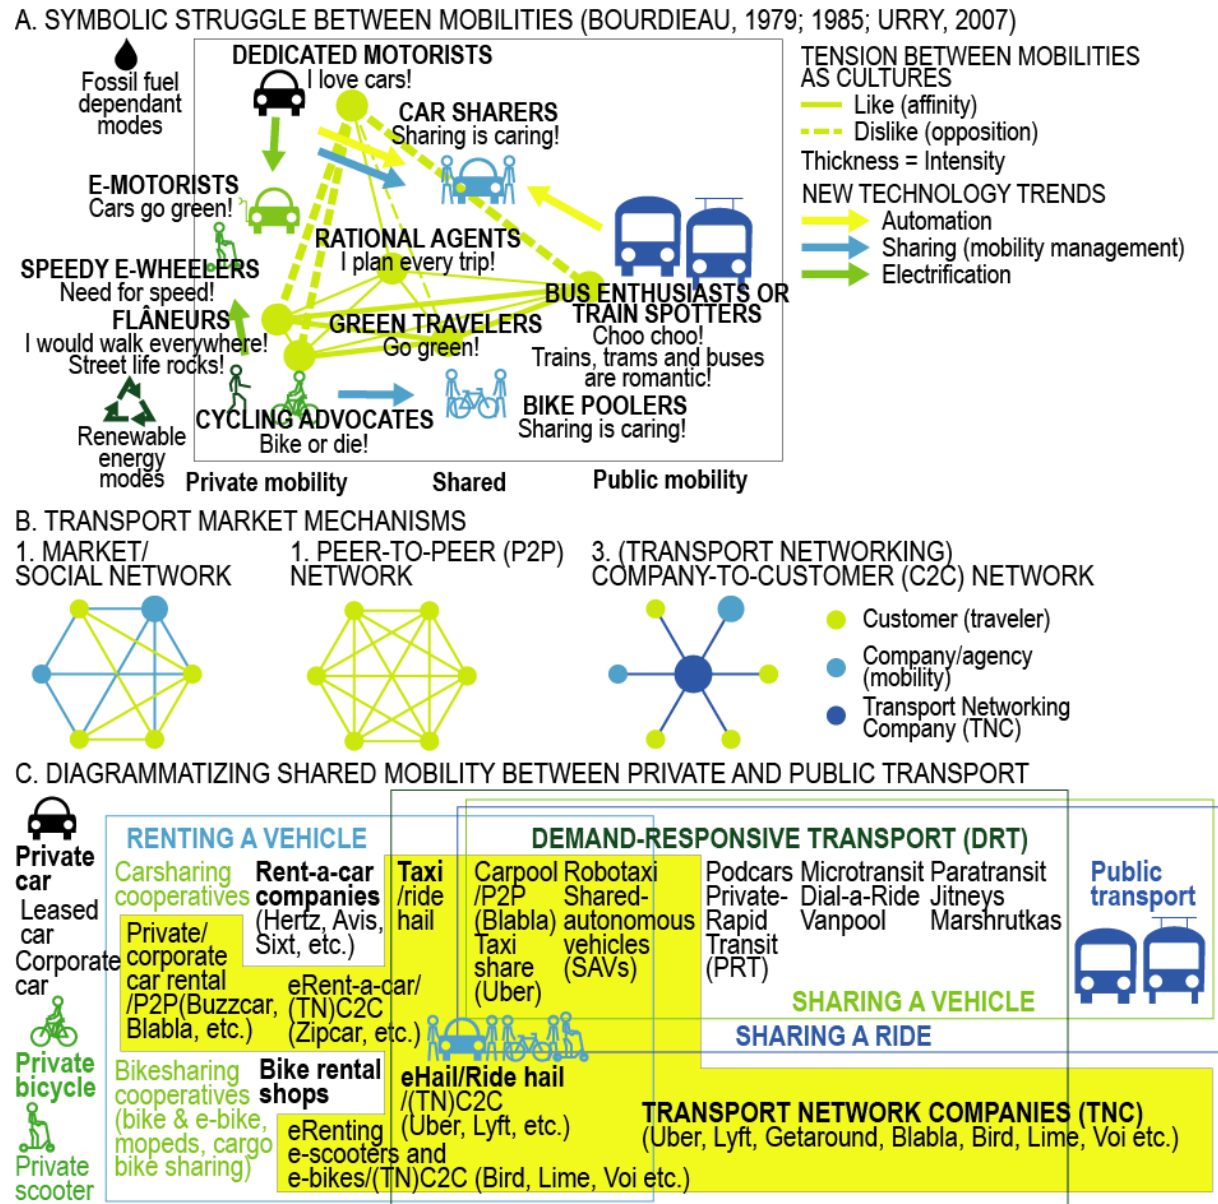 A. SYMBOLIC STRUGGLE BETWEEN MOBILITIES (BOURDIEAU, 1979; 1985; URRY, 2007)
Fossil fuel
dependant
modes
DEDICATED MOTORISTS
I love cars!
CAR SHARERS
Sharing is caring!
E-MOTORISTS
Cars go green!
RATIONAL AGENTS
I plan every trip!
SPEEDY E-WHEELERS
Need for speed!
FLÂNEURS
I would walk everywhere!
Street life rocks!
GREEN TRAVELERS
Go green!
BUS ENTHUSIASTS OR
TRAIN SPOTTERS
Choo choo!
Trains, trams and buses
are romantic!
Renewable
energy
modes
CYCLING ADVOCATES
Bike or die!
BIKE POOLERS
Sharing is caring!
Private mobility
Shared
Public mobility
TENSION BETWEEN MOBILITIES
AS CULTURES
Like (affinity)
Dislike (opposition)
Thickness = Intensity
NEW TECHNOLOGY TRENDS
Automation
Sharing (mobility management)
Electrification
B. TRANSPORT MARKET MECHANISMS
1. MARKET/
SOCIAL NETWORK
1. PEER-TO-PEER (P2P)
NETWORK
3. (TRANSPORT NETWORKING)
COMPANY-TO-CUSTOMER (C2C) NETWORK
Customer (traveler)
Company/agency
(mobility)
Transport Networking
Company (TNC)
C. DIAGRAMMATIZING SHARED MOBILITY BETWEEN PRIVATE AND PUBLIC TRANSPORT
Private
car
Leased
car
Corporate
car
Private
bicycle
Private
scooter
RENTING A VEHICLE
Carsharing
cooperatives
Rent-a-car
companies
(Hertz, Avis,
Sixt, etc.)
Private/
corporate
car rental
/P2P(Buzzcar,
Blabla, etc.)
eRent-a-car/
(TN)C2C
(Zipcar, etc.)
Bikesharing
cooperatives
(bike & e-bike,
mopeds, cargo
bike sharing)
Bike rental
shops
eRenting
e-scooters and
e-bikes/(TN)C2C (Bird, Lime, Voi etc.)
DEMAND-RESPONSIVE TRANSPORT (DRT)
Taxi
/ride
hail
Carpool
/P2P
(Blabla)
Taxi
share
(Uber)
Robotaxi
Shared-
autonomous
vehicles
(SAVs)
Podcars
Private-
Rapid
Transit
(PRT)
Microtransit
Dial-a-Ride
Vanpool
Paratransit
Jitneys
Marshrutkas
Public
transport
SHARING A VEHICLE
SHARING A RIDE
eHail/Ride hail
/(TN)C2C
(Uber, Lyft, etc.)
TRANSPORT NETWORK COMPANIES (TNC)
(Uber, Lyft, Getaround, Blabla, Bird, Lime, Voi etc.)